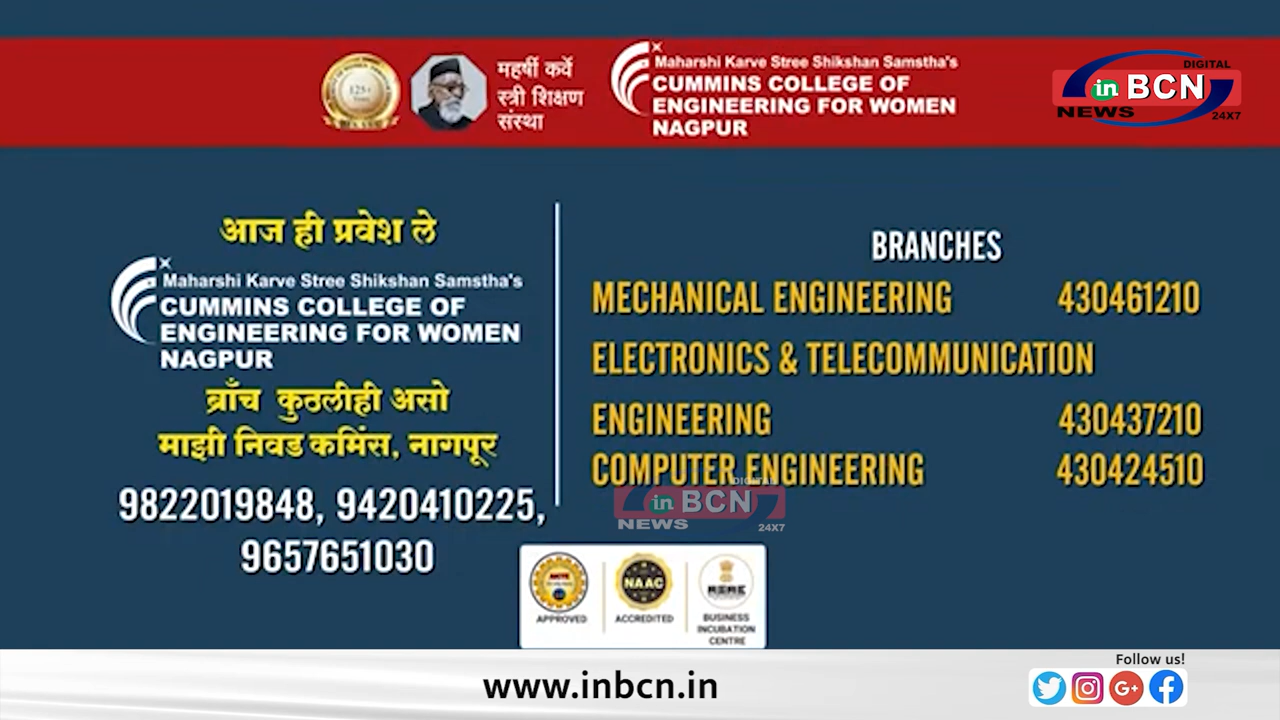 महर्षी कर्वे
स्त्री शिक्षण
संस्था
Maharshi Karve Stree Shikshan Samstha's
CUMMINS COLLEGE OF
ENGINEERING FOR WOMEN
NAGPUR
DIGITAL
in BCN
NEWS
24X7
आज ही प्रवेश ले
Maharshi Karve Stree Shikshan Samstha's
CUMMINS COLLEGE OF
ENGINEERING FOR WOMEN
NAGPUR
ब्राँच कुठलीही असो
माझी निवड कमिंस, नागपूर
9822019848, 9420410225,
9657651030
BRANCHES
MECHANICAL ENGINEERING 430461210
ELECTRONICS & TELECOMMUNICATION
ENGINEERING 430437210
COMPUTER ENGINEERING 430424510
DIGITAL
in BCN
NEWS
24X7
APPROVED
NAAC
ACCREDITED
BUSINESS
INCUBATION
CENTRE
www.inbcn.in
Follow us!